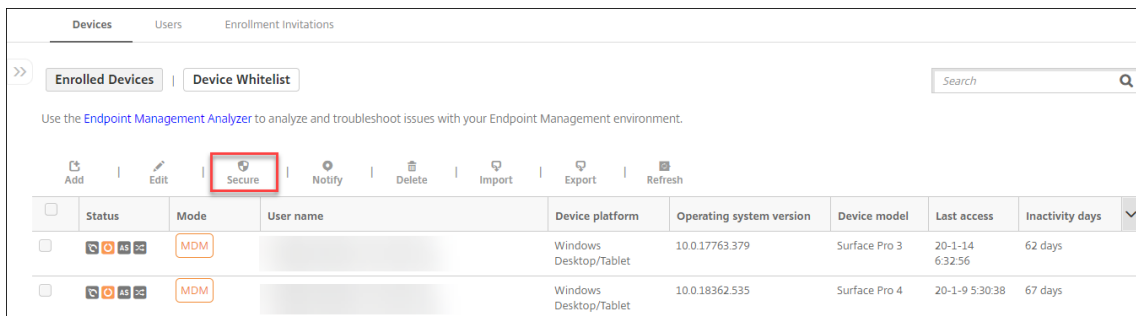 Devices Users Enrollment Invitations
Enrolled Devices | Device Whitelist Search
Use the Endpoint Management Analyzer to analyze and troubleshoot issues with your Endpoint Management environment.
Add | Edit | Secure | Notify | Delete | Import | Export | Refresh
Status Mode User name Device platform Operating system version Device model Last access Inactivity days
AS MDM Windows Desktop/Tablet 10.0.17763.379 Surface Pro 3 20-1-14 6:32:56 62 days
AS MDM Windows Desktop/Tablet 10.0.18362.535 Surface Pro 4 20-1-9 5:30:38 67 days